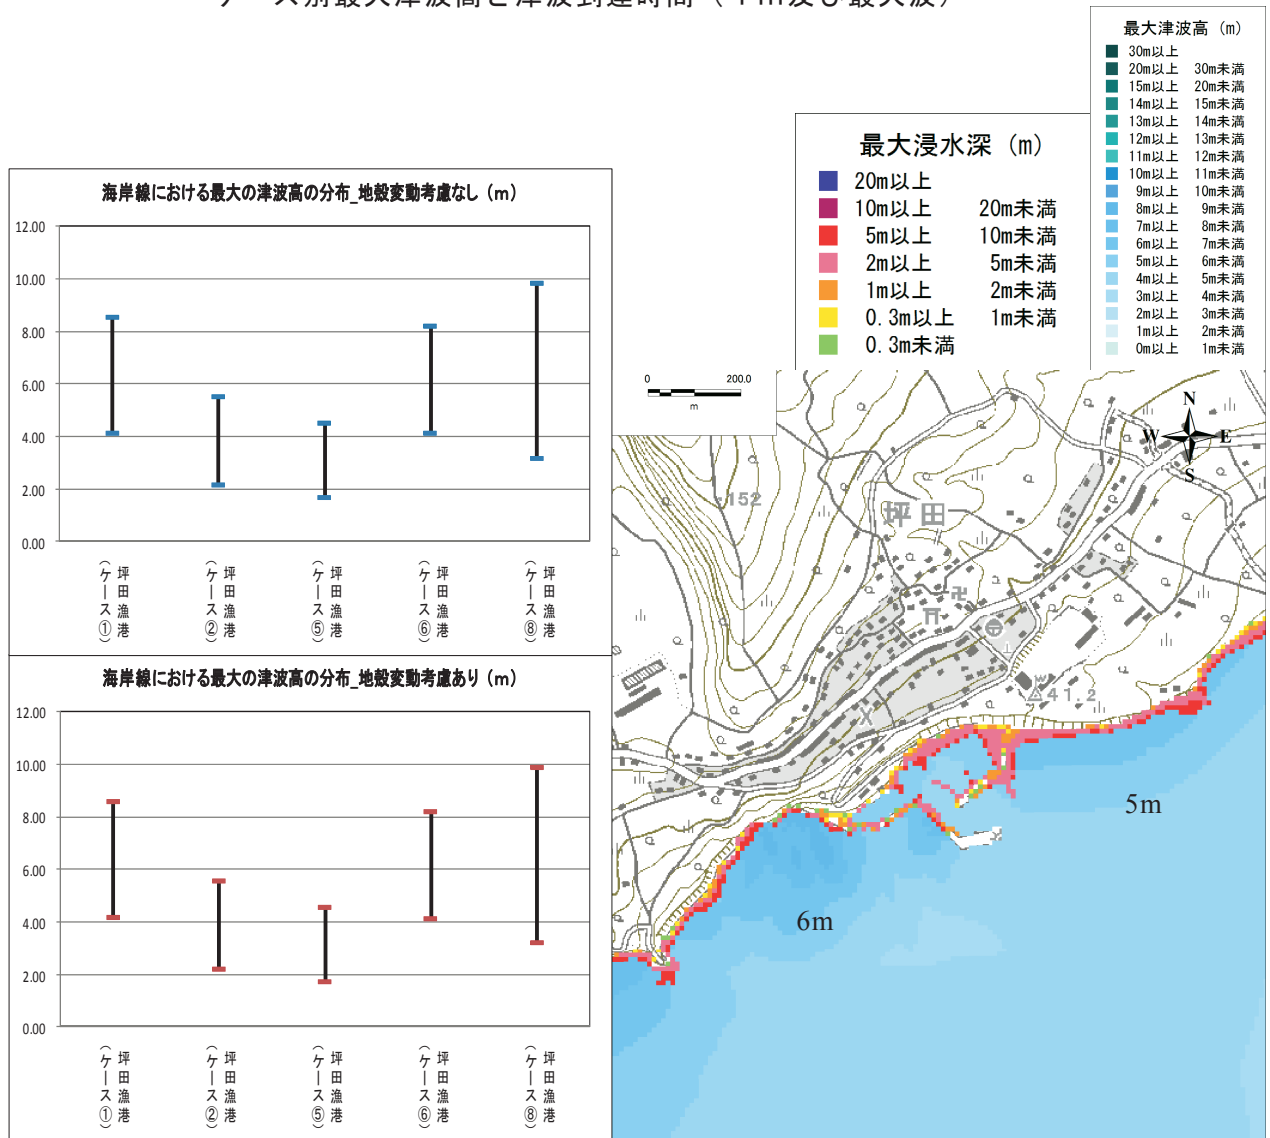 ケース別最大津波高と津波到達時間（１ｍ及び最大波）
最大津波高 (m)
30m以上
20m以上 30m未満
15m以上 20m未満
14m以上 15m未満
13m以上 14m未満
12m以上 13m未満
11m以上 12m未満
10m以上 11m未満
9m以上 10m未満
8m以上 9m未満
7m以上 8m未満
6m以上 7m未満
5m以上 6m未満
4m以上 5m未満
3m以上 4m未満
2m以上 3m未満
1m以上 2m未満
0m以上 1m未満
最大浸水深 (m)
20m以上
10m以上 20m未満
5m以上 10m未満
2m以上 5m未満
1m以上 2m未満
0.3m以上 1m未満
0.3m未満
海岸線における最大の津波高の分布_地殻変動考慮なし（m）
12.00
10.00
8.00
6.00
4.00
2.00
0.00
坪田漁港
（ケース①）
坪田漁港
（ケース②）
坪田漁港
（ケース⑤）
坪田漁港
（ケース⑥）
坪田漁港
（ケース⑧）
海岸線における最大の津波高の分布_地殻変動考慮あり（m）
12.00
10.00
8.00
6.00
4.00
2.00
0.00
坪田漁港
（ケース①）
坪田漁港
（ケース②）
坪田漁港
（ケース⑤）
坪田漁港
（ケース⑥）
坪田漁港
（ケース⑧）
0 200.0
m
N
W E
S
152
坪田
41.2
5m
6m